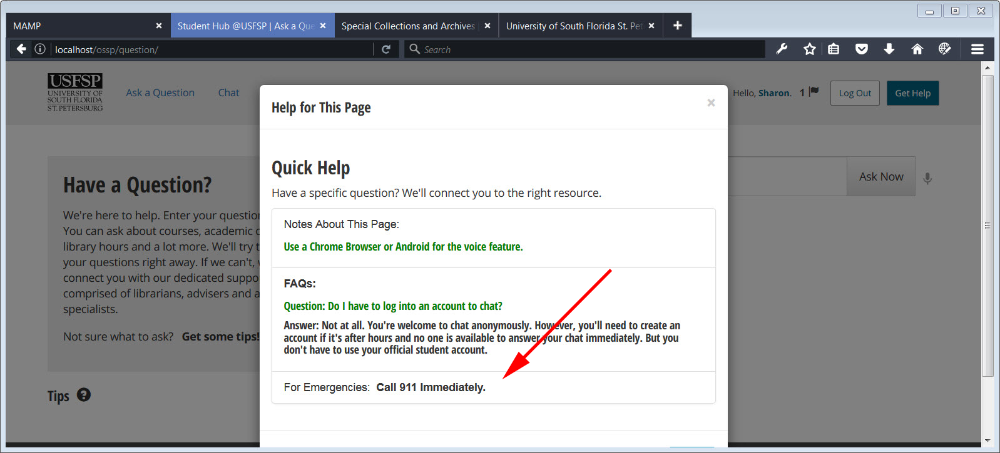 MAMP
Student Hub @USFSP | Ask a Que
Special Collections and Archives |
University of South Florida St. Pet
localhost/ossp/question/
Search
USFSP
UNIVERSITY OF
SOUTH FLORIDA
ST. PETERSBURG
Ask a Question
Chat
Hello, Sharon.
1
Log Out
Get Help
Help for This Page
Quick Help
Have a specific question? We'll connect you to the right resource.
Notes About This Page:
Use a Chrome Browser or Android for the voice feature.
FAQs:
Question: Do I have to log into an account to chat?
Answer: Not at all. You're welcome to chat anonymously. However, you'll need to create an
account if it's after hours and no one is available to answer your chat immediately. But you
don't have to use your official student account.
For Emergencies: Call 911 Immediately.
Have a Question?
We're here to help. Enter your question
You can ask about courses, academic
library hours and a lot more. We'll try
your questions right away. If we can't,
connect you with our dedicated suppo
comprised of librarians, advisers and a
specialists.
Not sure what to ask? Get some tips!
Ask Now
Tips ?